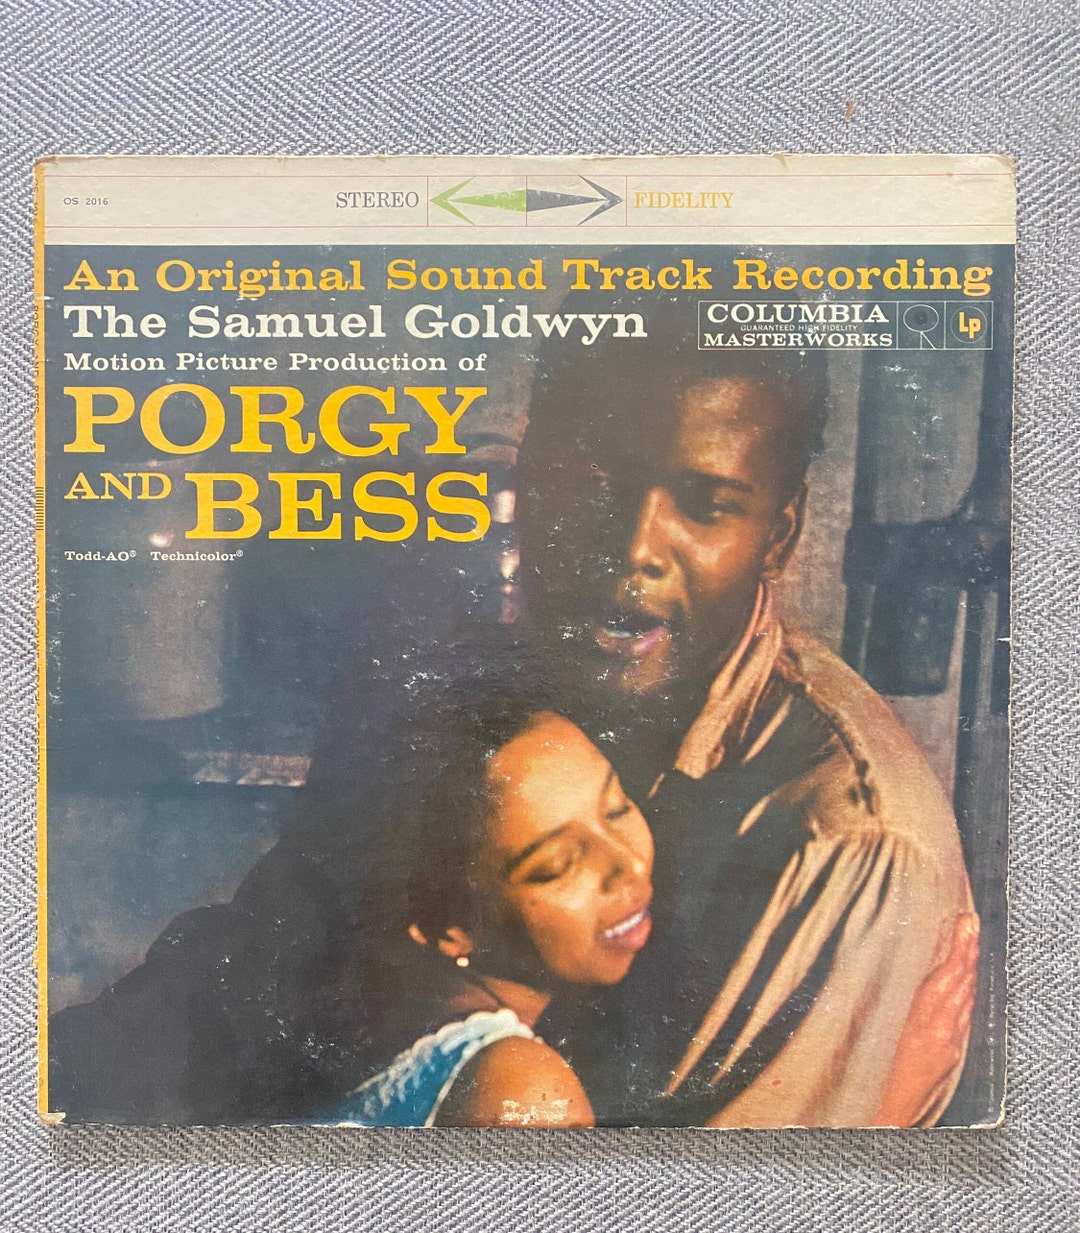 OS 2016
STEREO FIDELITY
An Original Sound Track Recording
The Samuel Goldwyn
COLUMBIA
GUARANTEED HIGH FIDELITY
MASTERWORKS
Lp
Motion Picture Production of
PORGY
AND BESS
Todd-AO® Technicolor®